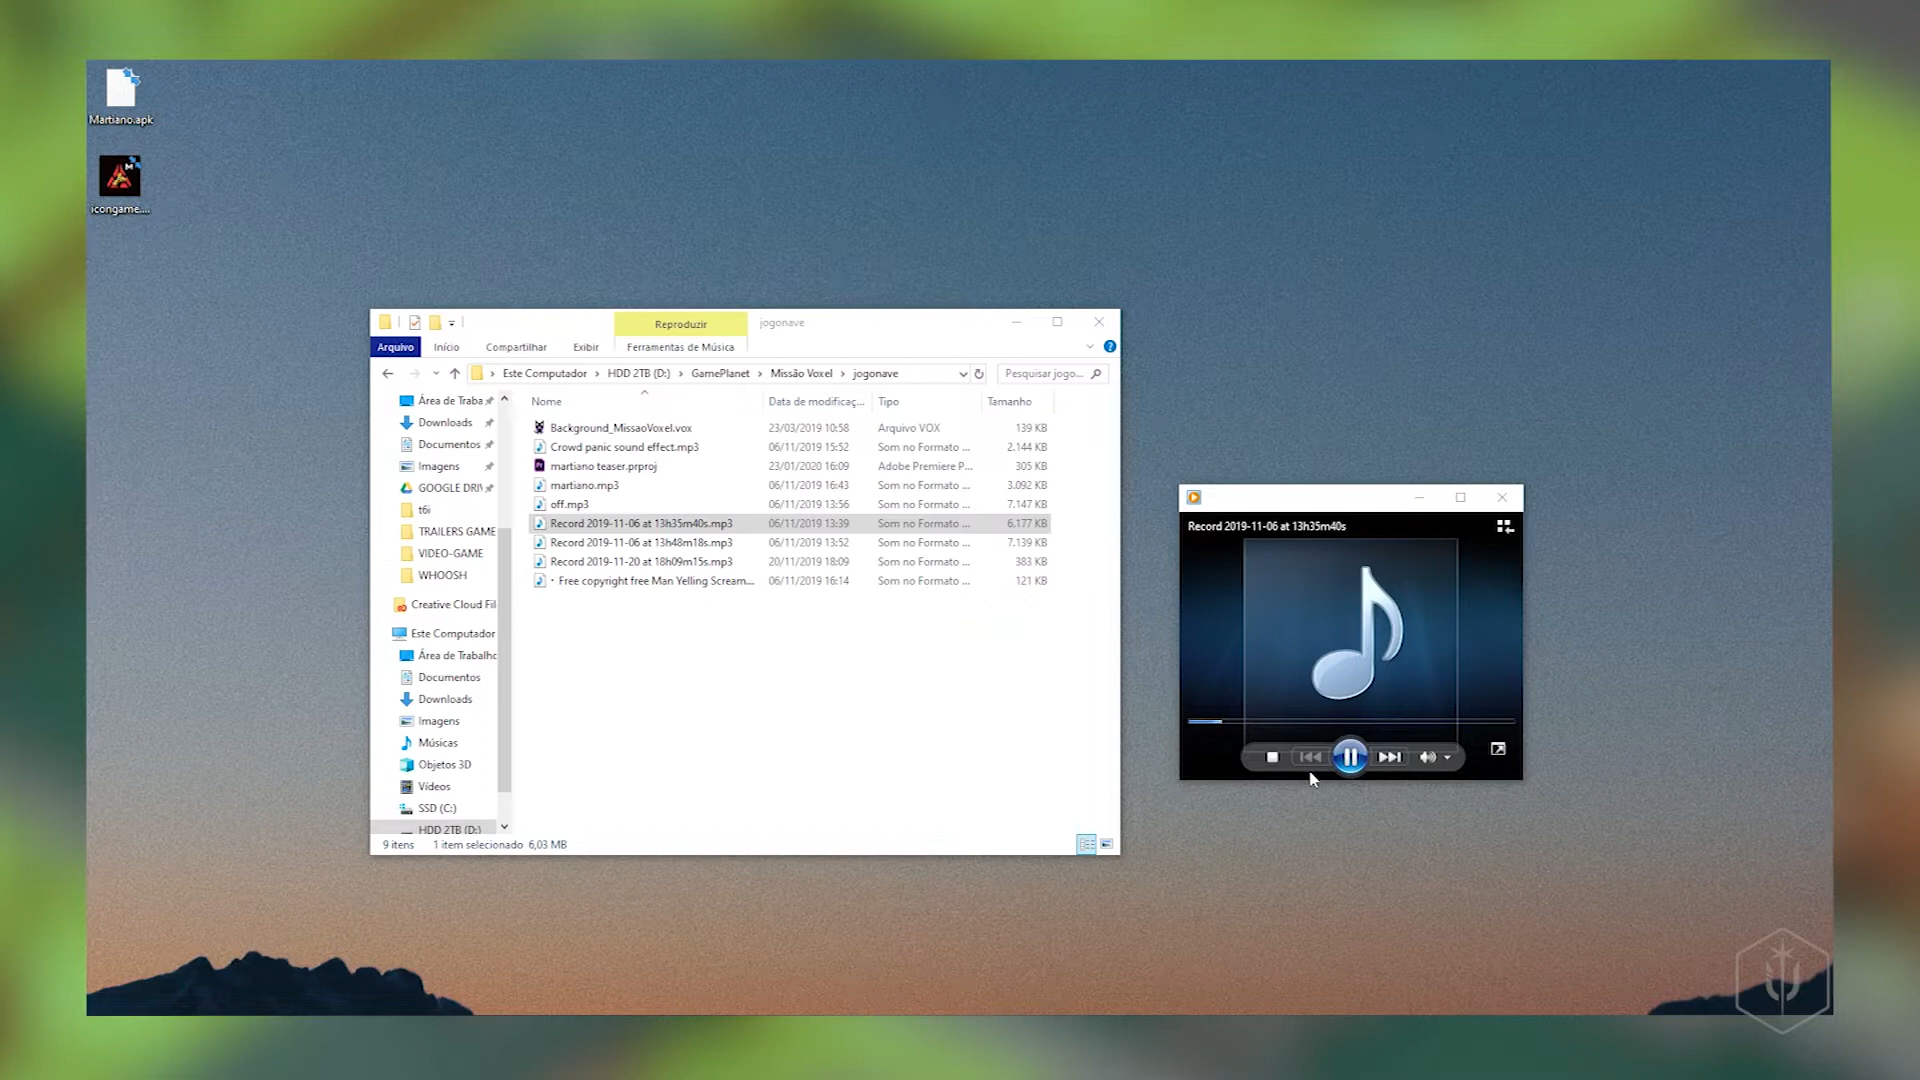 Martiano.apk
icongame....
Reproduzir
jogonave
Arquivo
Início
Compartilhar
Exibir
Ferramentas de Música
Este Computador
HDD 2TB (D:)
GamePlanet
Missão Voxel
jogonave
Pesquisar jogo...
Nome
Data de modificaç...
Tipo
Tamanho
Background_MissaoVoxel.vox 23/03/2019 10:58 Arquivo VOX 139 KB
Crowd panic sound effect.mp3 06/11/2019 15:52 Som no Formato ... 2.144 KB
martiano teaser.prproj 23/01/2020 16:09 Adobe Premiere P... 305 KB
martiano.mp3 06/11/2019 16:43 Som no Formato ... 3.092 KB
off.mp3 06/11/2019 13:56 Som no Formato ... 7.147 KB
Record 2019-11-06 at 13h35m40s.mp3 06/11/2019 13:39 Som no Formato ... 6.177 KB
Record 2019-11-06 at 13h48m18s.mp3 06/11/2019 13:52 Som no Formato ... 7.139 KB
Record 2019-11-20 at 18h09m15s.mp3 20/11/2019 18:09 Som no Formato ... 383 KB
· Free copyright free Man Yelling Scream... 06/11/2019 16:14 Som no Formato ... 121 KB
Área de Traba
Downloads
Documentos
Imagens
GOOGLE DRI
t6i
TRAILERS GAME
VIDEO-GAME
WHOOSH
Creative Cloud Fil
Este Computador
Área de Trabalho
Documentos
Downloads
Imagens
Músicas
Objetos 3D
Vídeos
SSD (C:)
HDD 2TB (D:)
9 itens
1 item selecionado 6,03 MB
Record 2019-11-06 at 13h35m40s